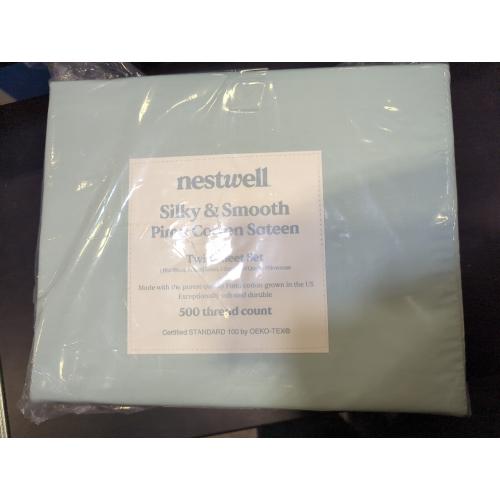 nestwell
Silky & Smooth
Pima Cotton Sateen
Twin Sheet Set
Made with the purest quality Pima cotton grown in the US
Exceptionally soft and durable
500 thread count
Certified STANDARD 100 by OEKO-TEX®